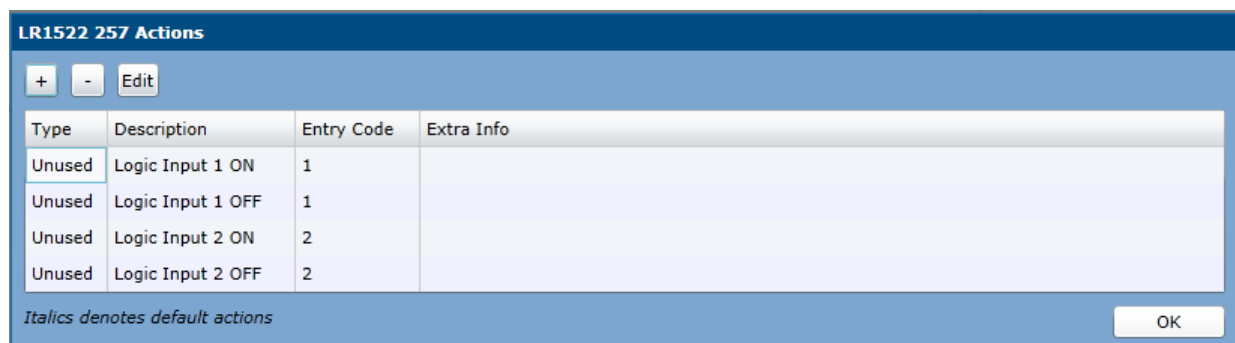 LR1522 257 Actions
+ - Edit
Type Description Entry Code Extra Info
Unused Logic Input 1 ON 1
Unused Logic Input 1 OFF 1
Unused Logic Input 2 ON 2
Unused Logic Input 2 OFF 2
Italics denotes default actions OK